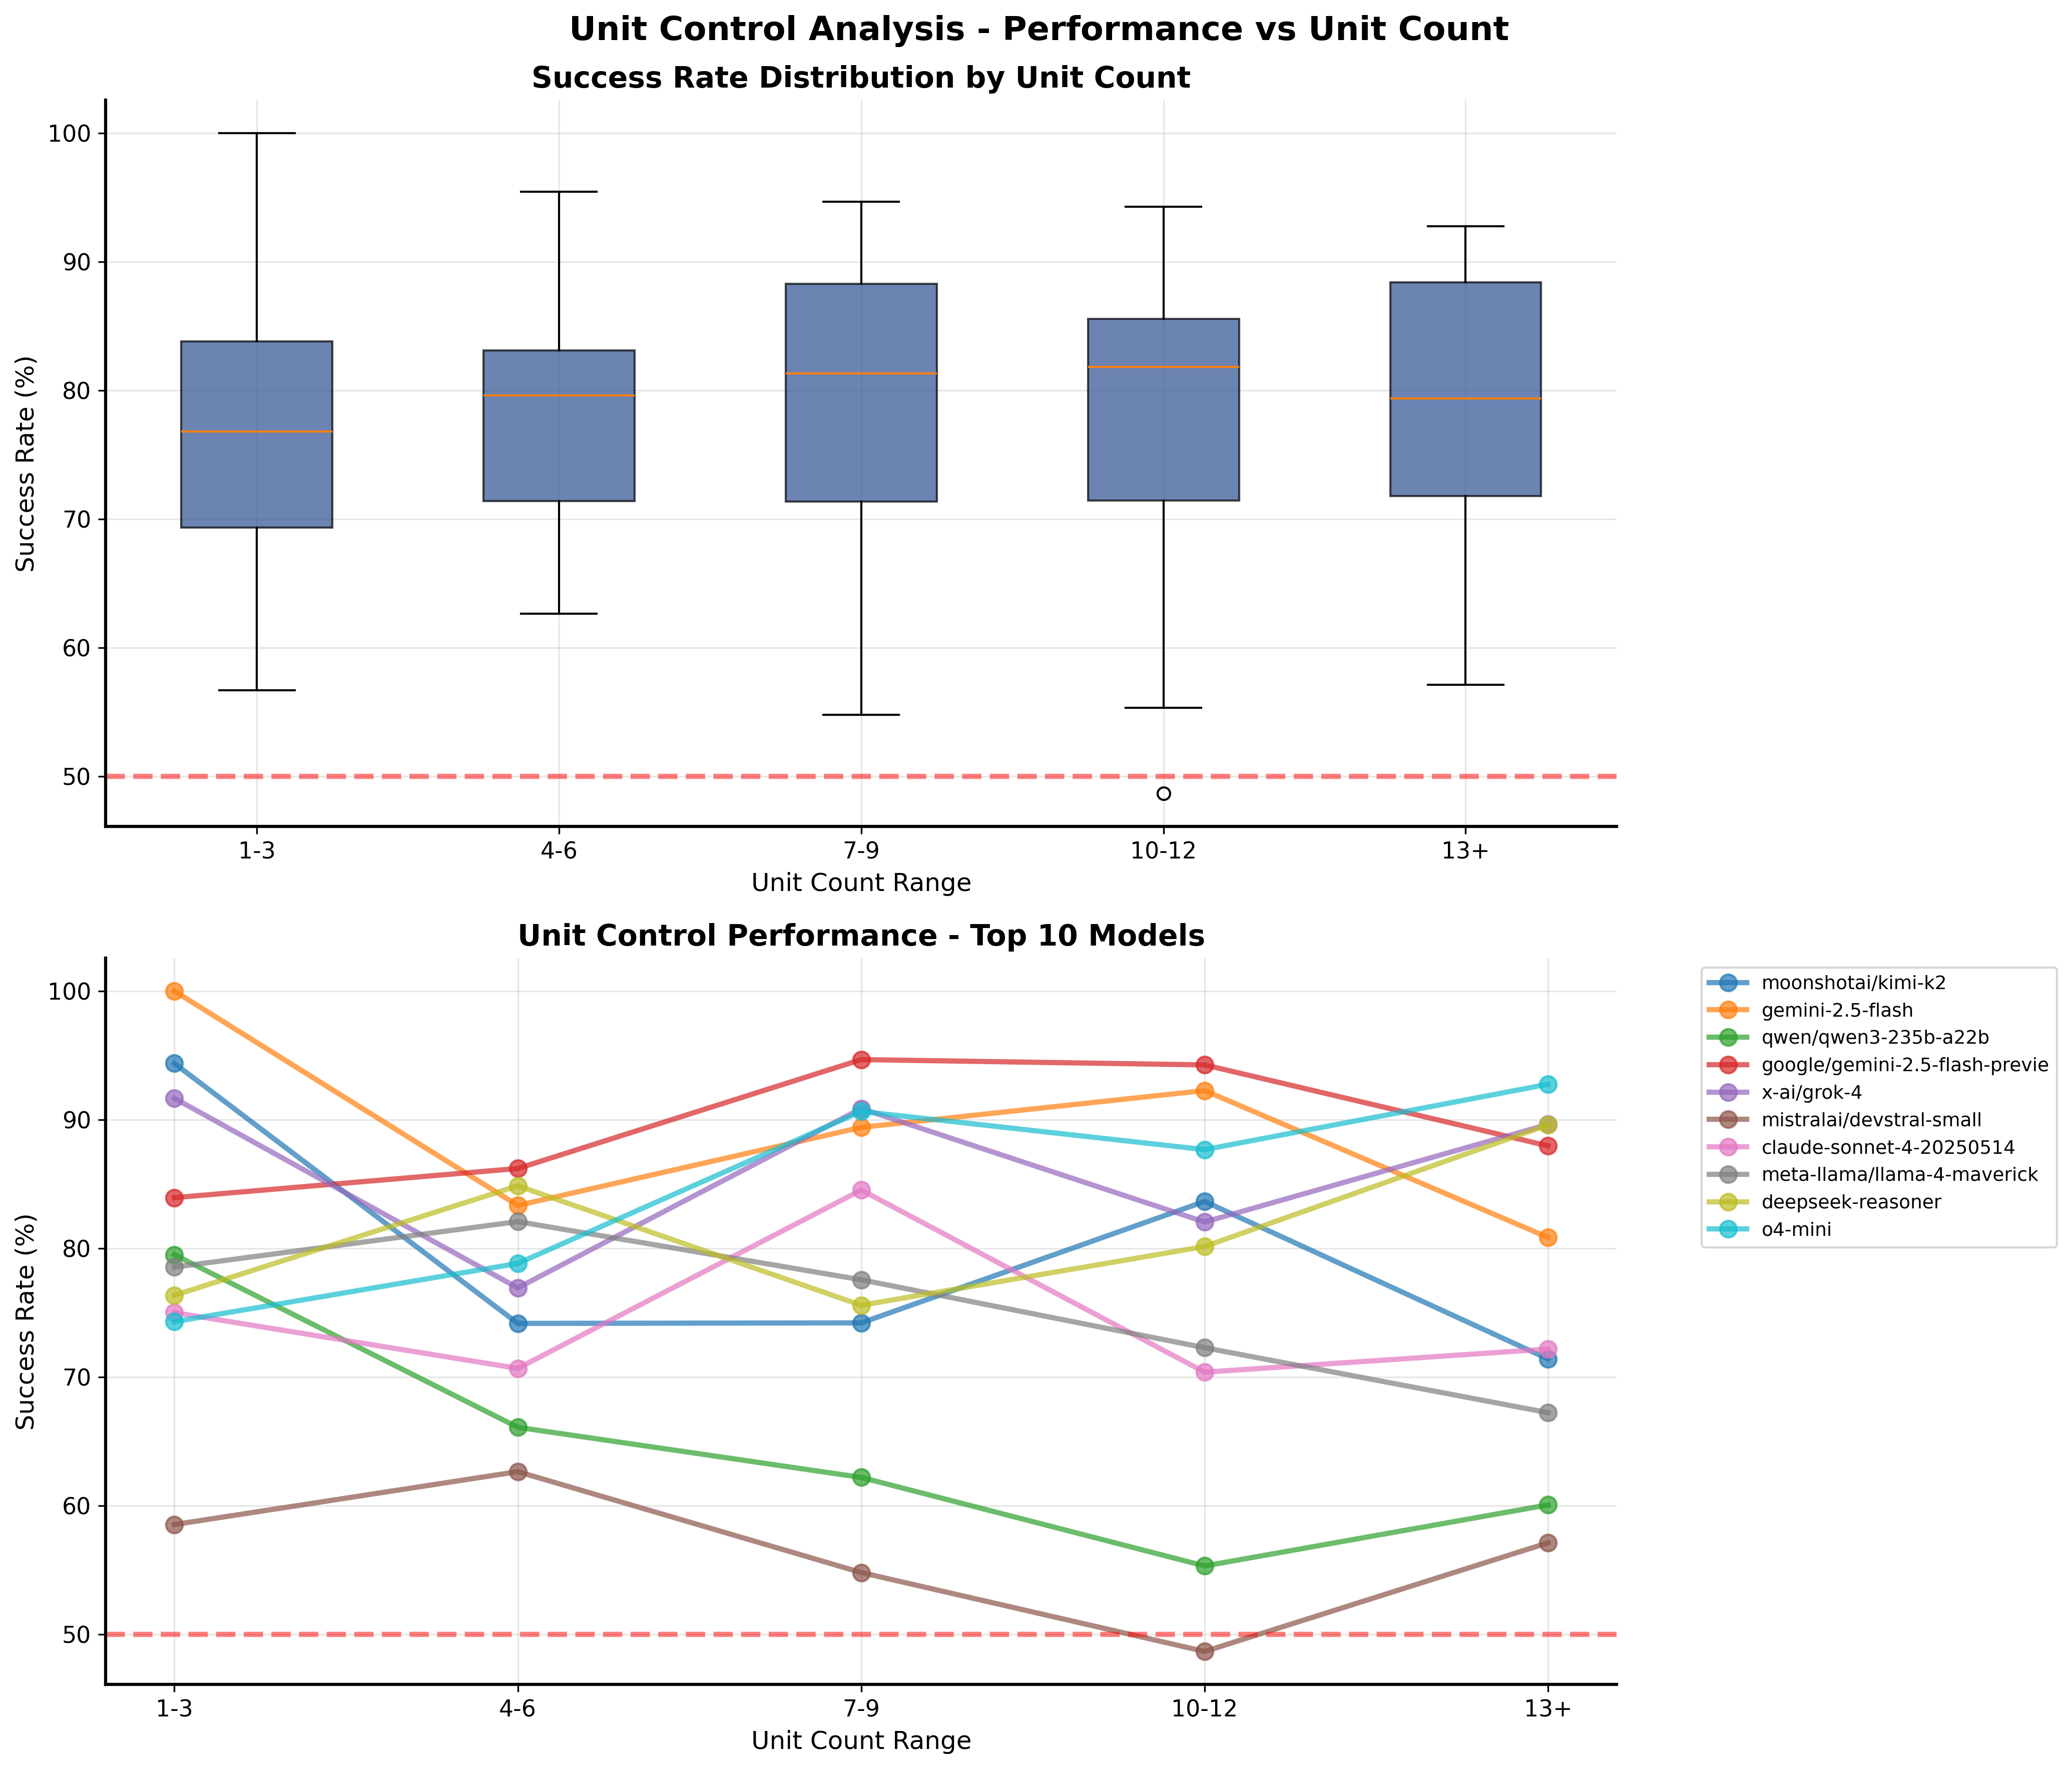 Unit Control Analysis - Performance vs Unit Count
Success Rate Distribution by Unit Count
Success Rate (%)
100
90
80
70
60
50
1-3
4-6
7-9
10-12
13+
Unit Count Range
Unit Control Performance - Top 10 Models
Success Rate (%)
100
90
80
70
60
50
1-3
4-6
7-9
10-12
13+
Unit Count Range
moonshotai/kimi-k2
gemini-2.5-flash
qwen/qwen3-235b-a22b
google/gemini-2.5-flash-previe
x-ai/grok-4
mistralai/devstral-small
claude-sonnet-4-20250514
meta-llama/llama-4-maverick
deepseek-reasoner
o4-mini